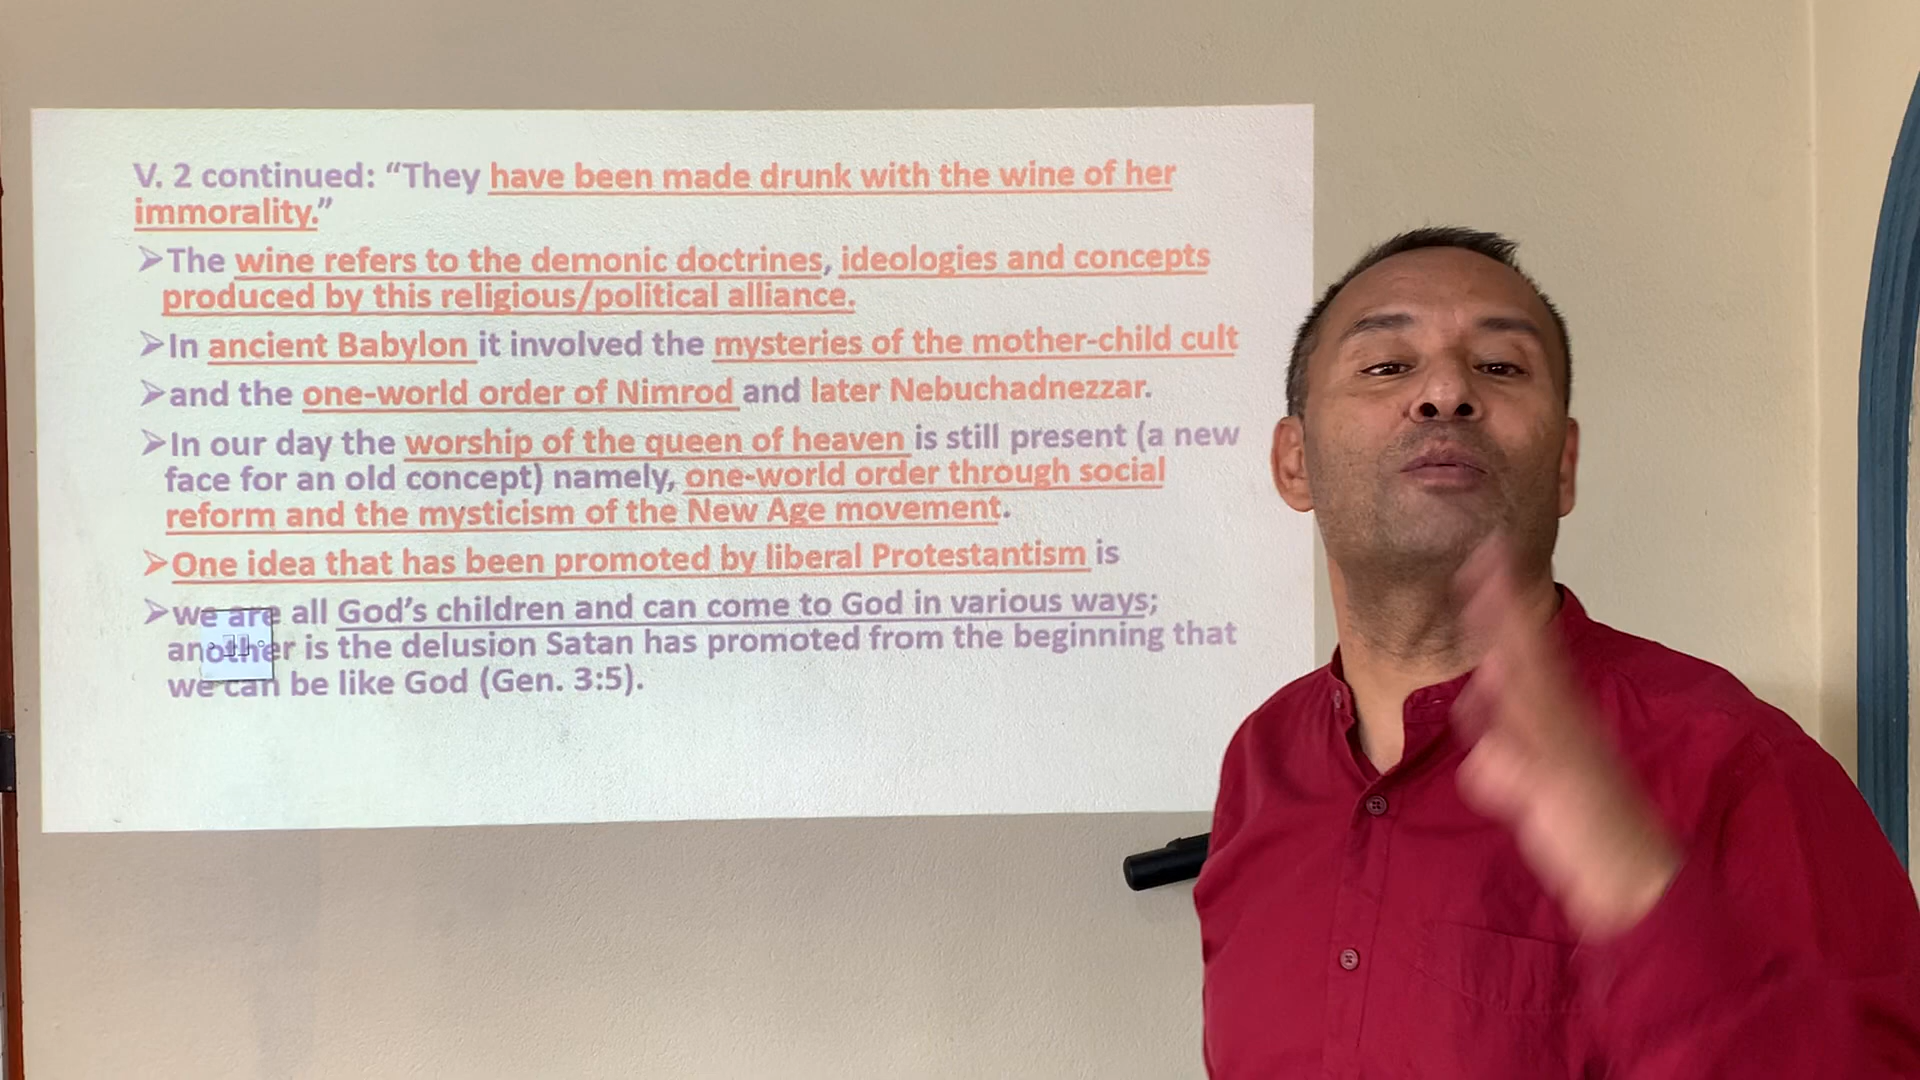 V. 2 continued: “They have been made drunk with the wine of her
immorality.”
➢The wine refers to the demonic doctrines, ideologies and concepts
produced by this religious/political alliance.
➢In ancient Babylon it involved the mysteries of the mother-child cult
➢and the one-world order of Nimrod and later Nebuchadnezzar.
➢In our day the worship of the queen of heaven is still present (a new
face for an old concept) namely, one-world order through social
reform and the mysticism of the New Age movement.
➢One idea that has been promoted by liberal Protestantism is
➢we are all God’s children and can come to God in various ways;
another is the delusion Satan has promoted from the beginning that
we can be like God (Gen. 3:5).